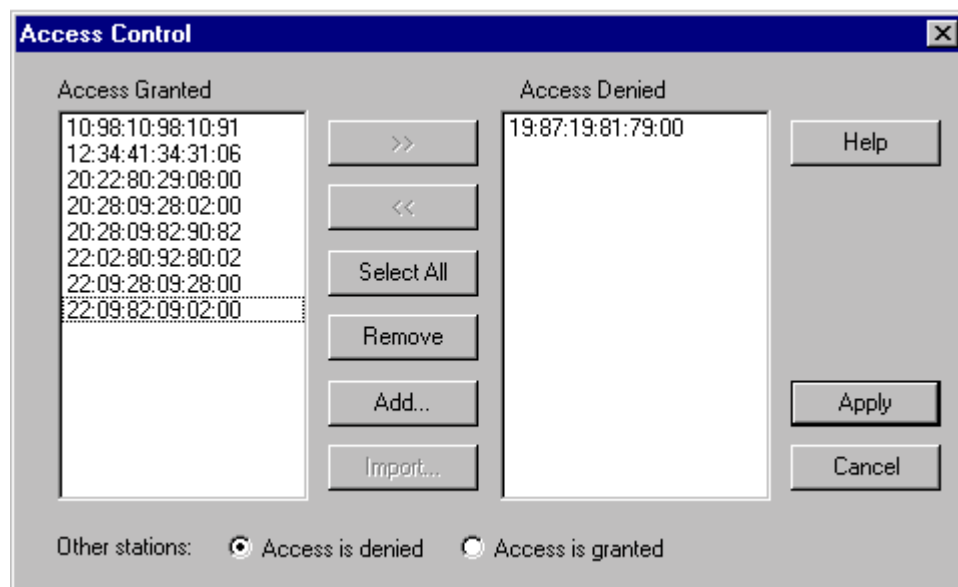 Access Control
Access Granted
Access Denied
10:98:10:98:10:91
12:34:41:34:31:06
20:22:80:29:08:00
20:28:09:28:02:00
20:28:09:82:90:82
22:02:80:92:80:02
22:09:28:09:28:00
22:09:82:09:02:00
>>
<<
Select All
Remove
Add...
Import...
19:87:19:81:79:00
Help
Apply
Cancel
Other stations: Access is denied Access is granted